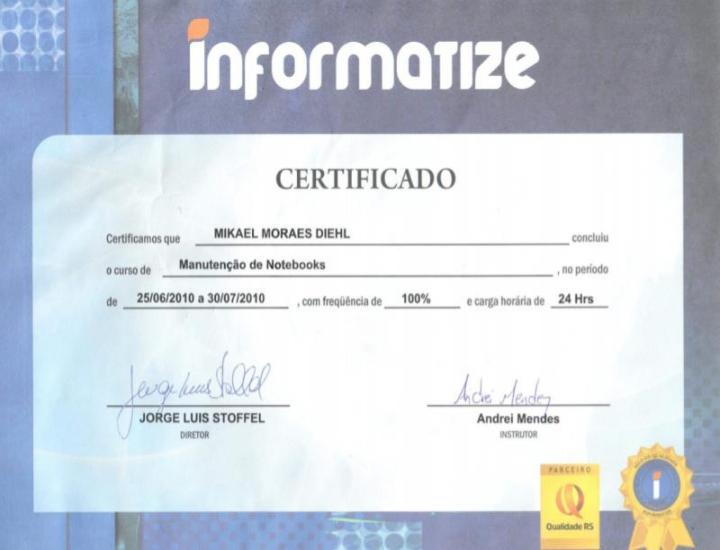 informatize
CERTIFICADO
Certificamos que MIKAEL MORAES DIEHL concluiu
o curso de Manutenção de Notebooks , no período
de 25/06/2010 a 30/07/2010 , com freqüência de 100% e carga horária de 24 Hrs
Jorge Luis Stoffel Andrei Mendes
JORGE LUIS STOFFEL Andrei Mendes
DIRETOR INSTRUTOR
PARCEIRO
Qualidade RS